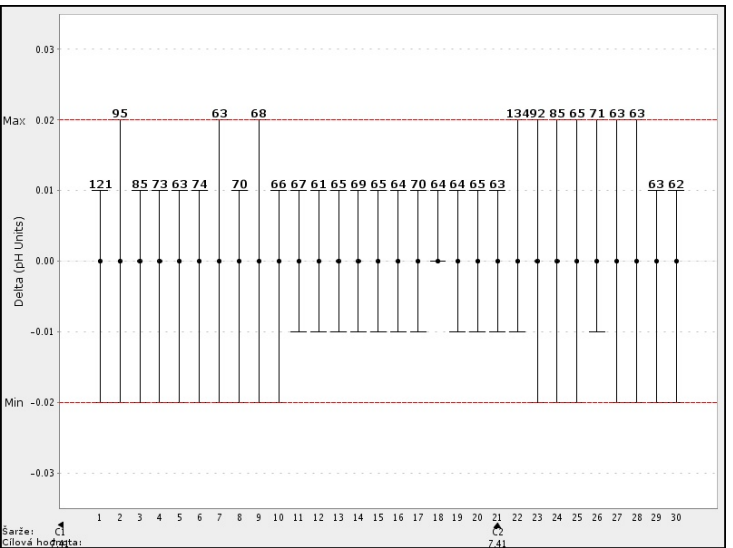 0.03
95 63 68 134 92 85 65 71 63 63
Max 0.02
121 85 73 63 74 70 66 67 61 65 69 65 64 70 64 64 65 63 63 62
0.01
Delta (pH Units)
0.00
-0.01
Min -0.02
-0.03
1 2 3 4 5 6 7 8 9 10 11 12 13 14 15 16 17 18 19 20 21 22 23 24 25 26 27 28 29 30
Šarže: C1 C2
Cílová hodnota: 7.41 7.41